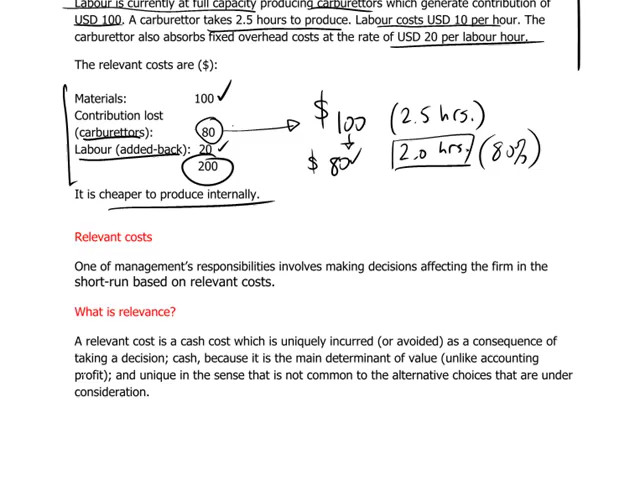 Labour is currently at full capacity producing carburettors which generate contribution of
USD 100. A carburettor takes 2.5 hours to produce. Labour costs USD 10 per hour. The
carburettor also absorbs fixed overhead costs at the rate of USD 20 per labour hour.
The relevant costs are ($):
Materials: 100
Contribution lost
(carburettors): 80
Labour (added-back): 20
200
$ 100 (2.5 hrs.)
$ 80 2.0 hrs. (80%)
It is cheaper to produce internally.
Relevant costs
One of management's responsibilities involves making decisions affecting the firm in the
short-run based on relevant costs.
What is relevance?
A relevant cost is a cash cost which is uniquely incurred (or avoided) as a consequence of
taking a decision; cash, because it is the main determinant of value (unlike accounting
profit); and unique in the sense that is not common to the alternative choices that are under
consideration.